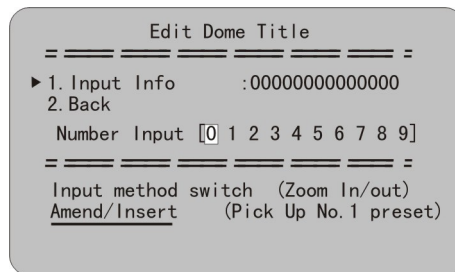 Edit Dome Title
▶ 1. Input Info :00000000000000
2. Back
Number Input [0 1 2 3 4 5 6 7 8 9]
Input method switch (Zoom In/out)
Amend/Insert (Pick Up No.1 preset)